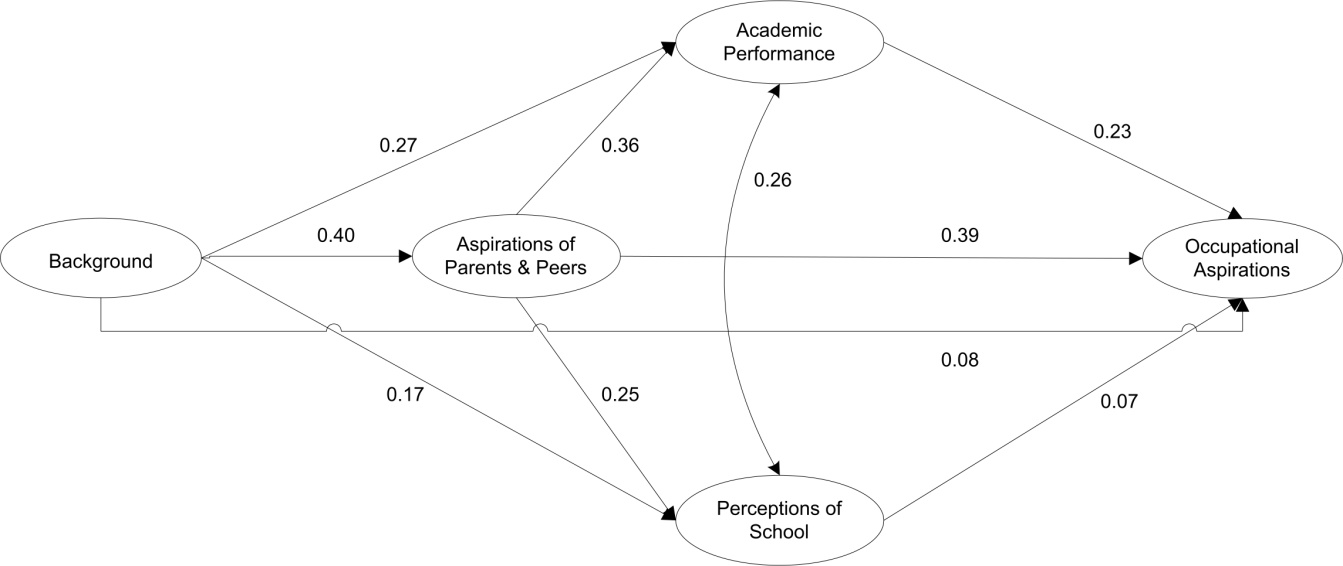 Academic
Performance
0.27
0.36
0.23
0.26
Background
0.40
Aspirations of
Parents & Peers
0.39
Occupational
Aspirations
0.17
0.25
0.08
0.07
Perceptions of
School